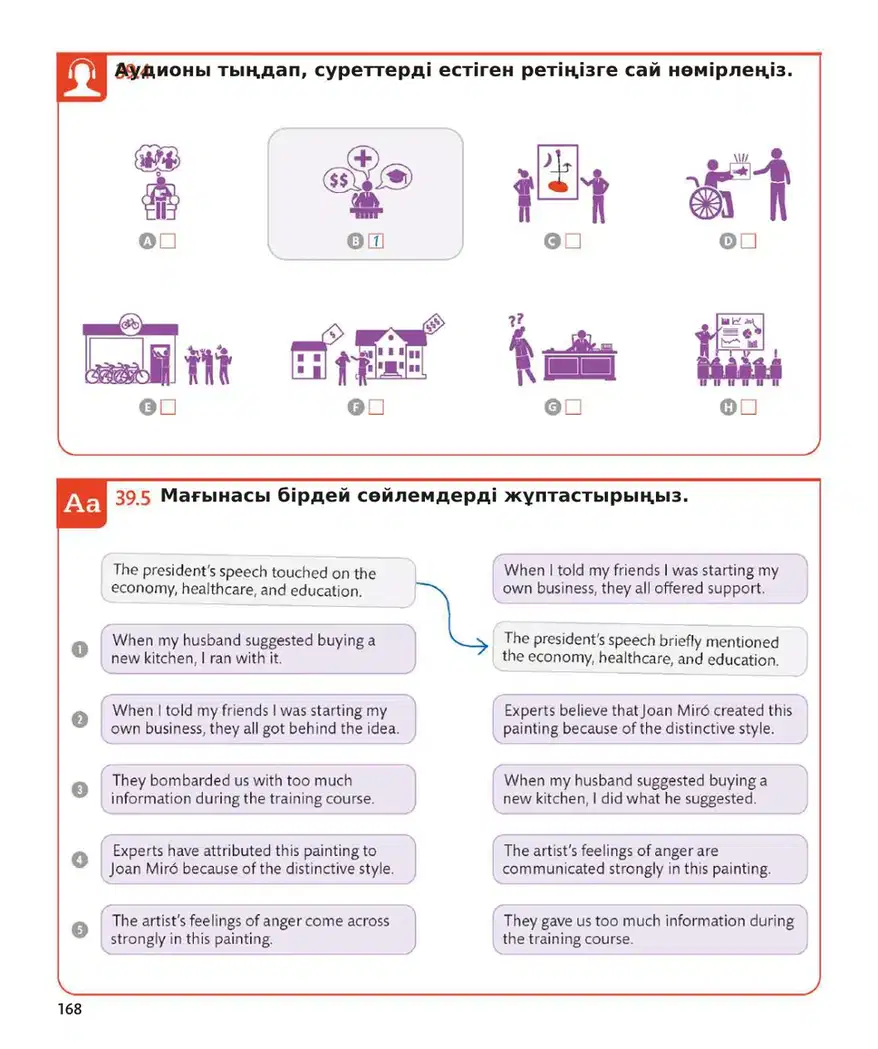 39.4 Аудионы тыңдап, суреттерді естіген ретіңізге сай нөмірлеңіз.
$$
A
B 1
C
D
$
$$$
??
E
F
G
H
Aa 39.5 Мағынасы бірдей сөйлемдерді жұптастырыңыз.
The president's speech touched on the
economy, healthcare, and education.
When I told my friends I was starting my
own business, they all offered support.
1 When my husband suggested buying a
new kitchen, I ran with it.
The president's speech briefly mentioned
the economy, healthcare, and education.
2 When I told my friends I was starting my
own business, they all got behind the idea.
Experts believe that Joan Miró created this
painting because of the distinctive style.
3 They bombarded us with too much
information during the training course.
When my husband suggested buying a
new kitchen, I did what he suggested.
4 Experts have attributed this painting to
Joan Miró because of the distinctive style.
The artist's feelings of anger are
communicated strongly in this painting.
5 The artist's feelings of anger come across
strongly in this painting.
They gave us too much information during
the training course.
168